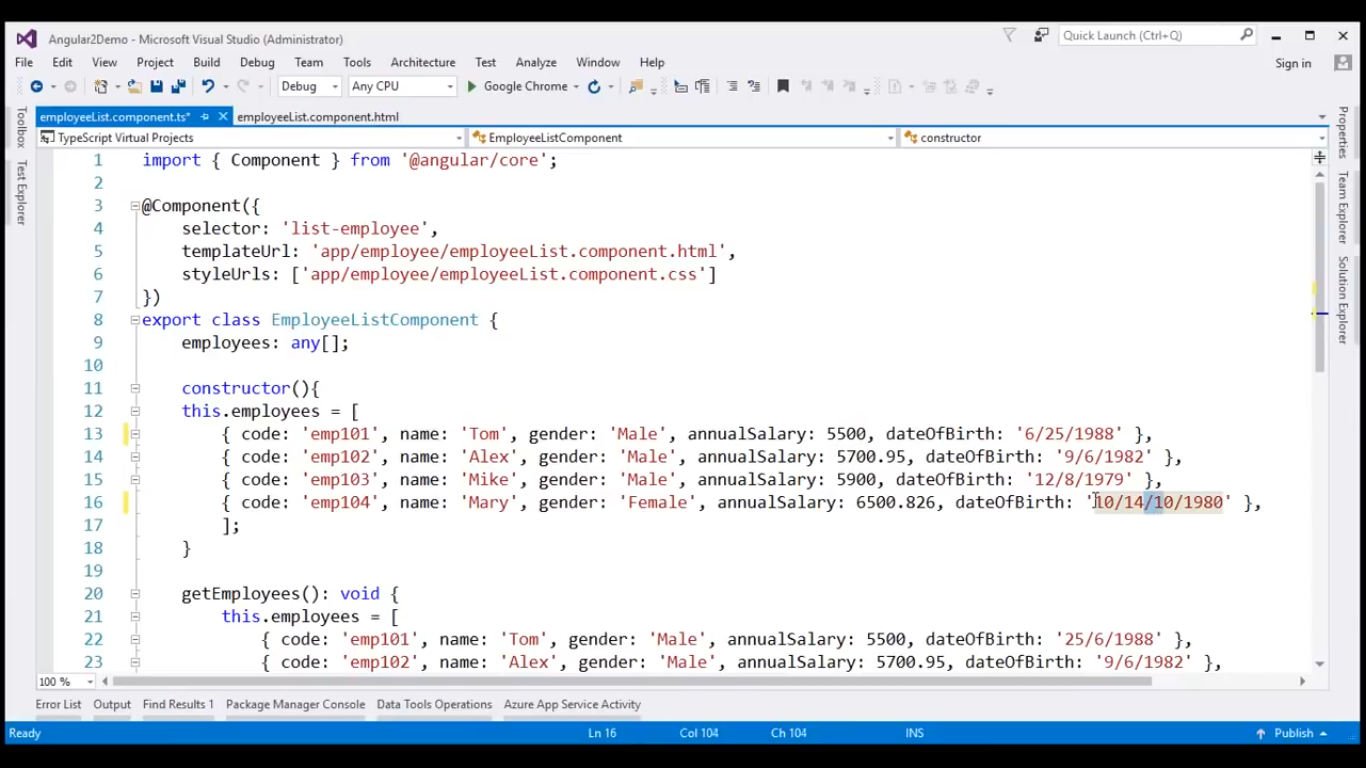 Angular2Demo - Microsoft Visual Studio (Administrator)
Quick Launch (Ctrl+Q)
File Edit View Project Build Debug Team Tools Architecture Test Analyze Window Help
Sign in
Debug Any CPU Google Chrome
employeeList.component.ts* employeeList.component.html
TypeScript Virtual Projects EmployeeListComponent constructor
Toolbox
Test Explorer
Properties
Team Explorer
Solution Explorer
1 import { Component } from '@angular/core';
2
3 @Component({
4 selector: 'list-employee',
5 templateUrl: 'app/employee/employeeList.component.html',
6 styleUrls: ['app/employee/employeeList.component.css']
7 })
8 export class EmployeeListComponent {
9 employees: any[];
10
11 constructor(){
12 this.employees = [
13 { code: 'emp101', name: 'Tom', gender: 'Male', annualSalary: 5500, dateOfBirth: '6/25/1988' },
14 { code: 'emp102', name: 'Alex', gender: 'Male', annualSalary: 5700.95, dateOfBirth: '9/6/1982' },
15 { code: 'emp103', name: 'Mike', gender: 'Male', annualSalary: 5900, dateOfBirth: '12/8/1979' },
16 { code: 'emp104', name: 'Mary', gender: 'Female', annualSalary: 6500.826, dateOfBirth: '10/14/10/1980' },
17 ];
18 }
19
20 getEmployees(): void {
21 this.employees = [
22 { code: 'emp101', name: 'Tom', gender: 'Male', annualSalary: 5500, dateOfBirth: '25/6/1988' },
23 { code: 'emp102', name: 'Alex', gender: 'Male', annualSalary: 5700.95, dateOfBirth: '9/6/1982' },
100 %
Error List Output Find Results 1 Package Manager Console Data Tools Operations Azure App Service Activity
Ready Ln 16 Col 104 Ch 104 INS Publish